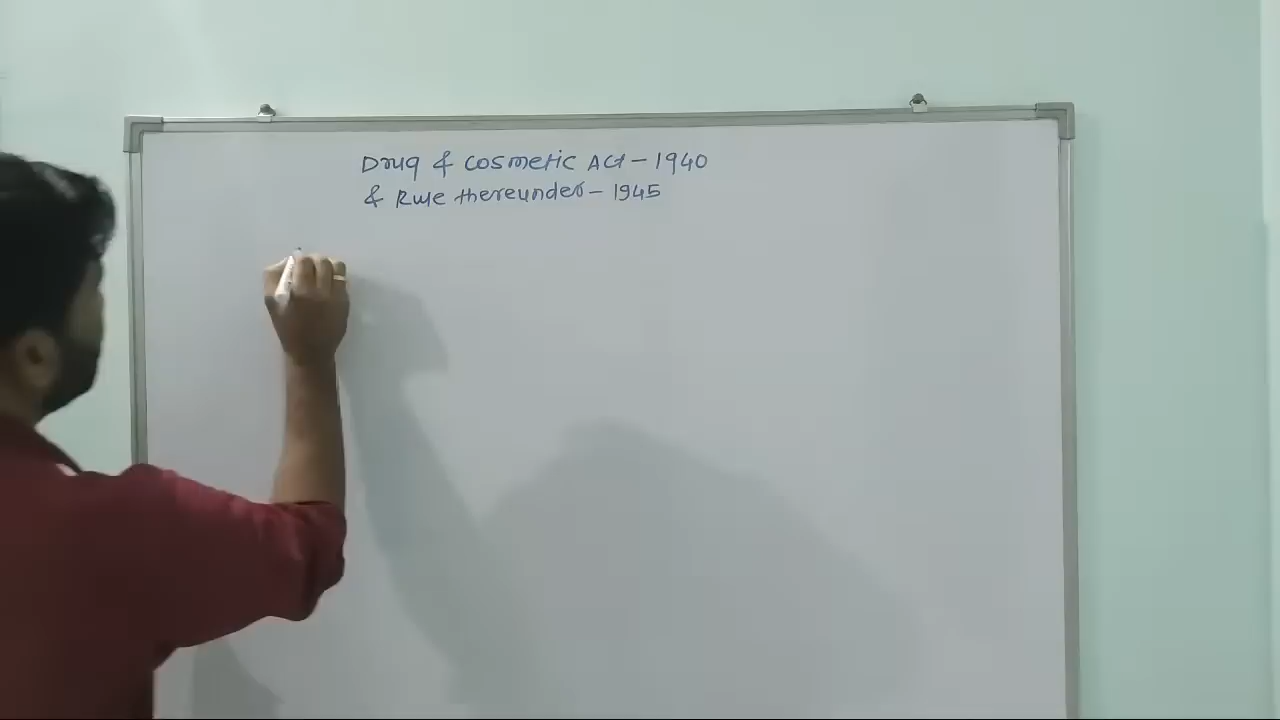 Drug & Cosmetic Act - 1940
& Rule thereunder - 1945